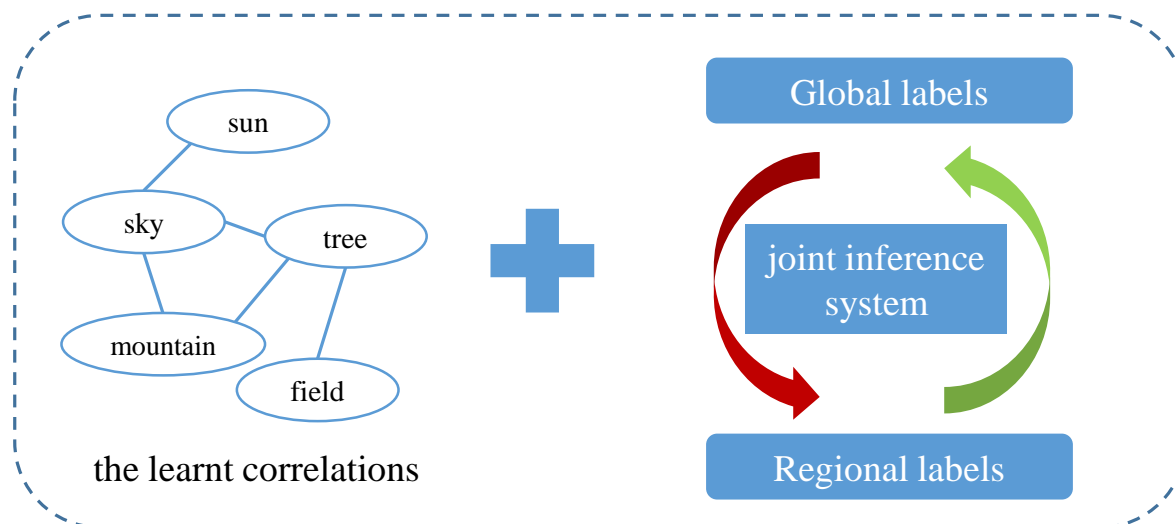 sun
sky
tree
mountain
field
the learnt correlations
Global labels
joint inference
system
Regional labels